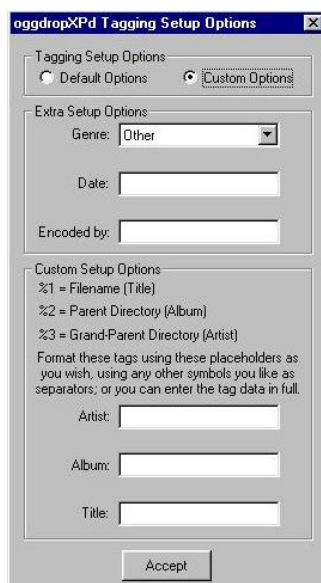 oggdropXPd Tagging Setup Options
Tagging Setup Options
Default Options
Custom Options
Extra Setup Options
Genre: Other
Date:
Encoded by:
Custom Setup Options
%1 = Filename (Title)
%2 = Parent Directory (Album)
%3 = Grand-Parent Directory (Artist)
Format these tags using these placeholders as
you wish, using any other symbols you like as
separators; or you can enter the tag data in full.
Artist:
Album:
Title:
Accept